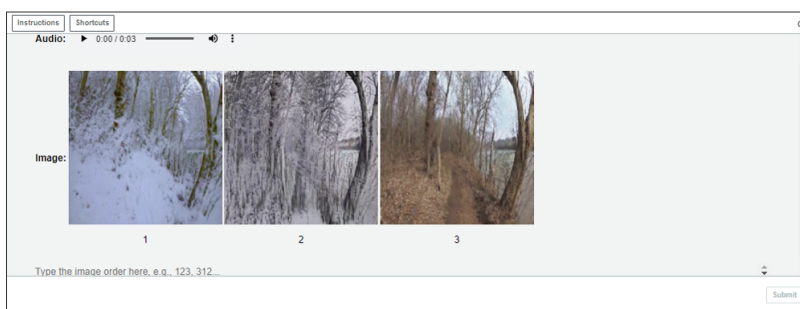 Instructions Shortcuts
Audio: 0:00 / 0:03
Image:
1 2 3
Type the image order here, e.g., 123, 312...
Submit